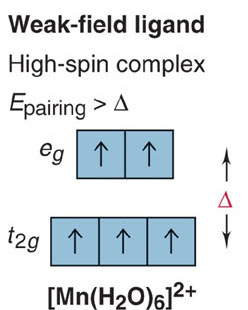 Weak-field ligand
High-spin complex
Epairing > Δ
eg ↑ ↑
Δ
t2g ↑ ↑ ↑
[Mn(H2O)6]2+